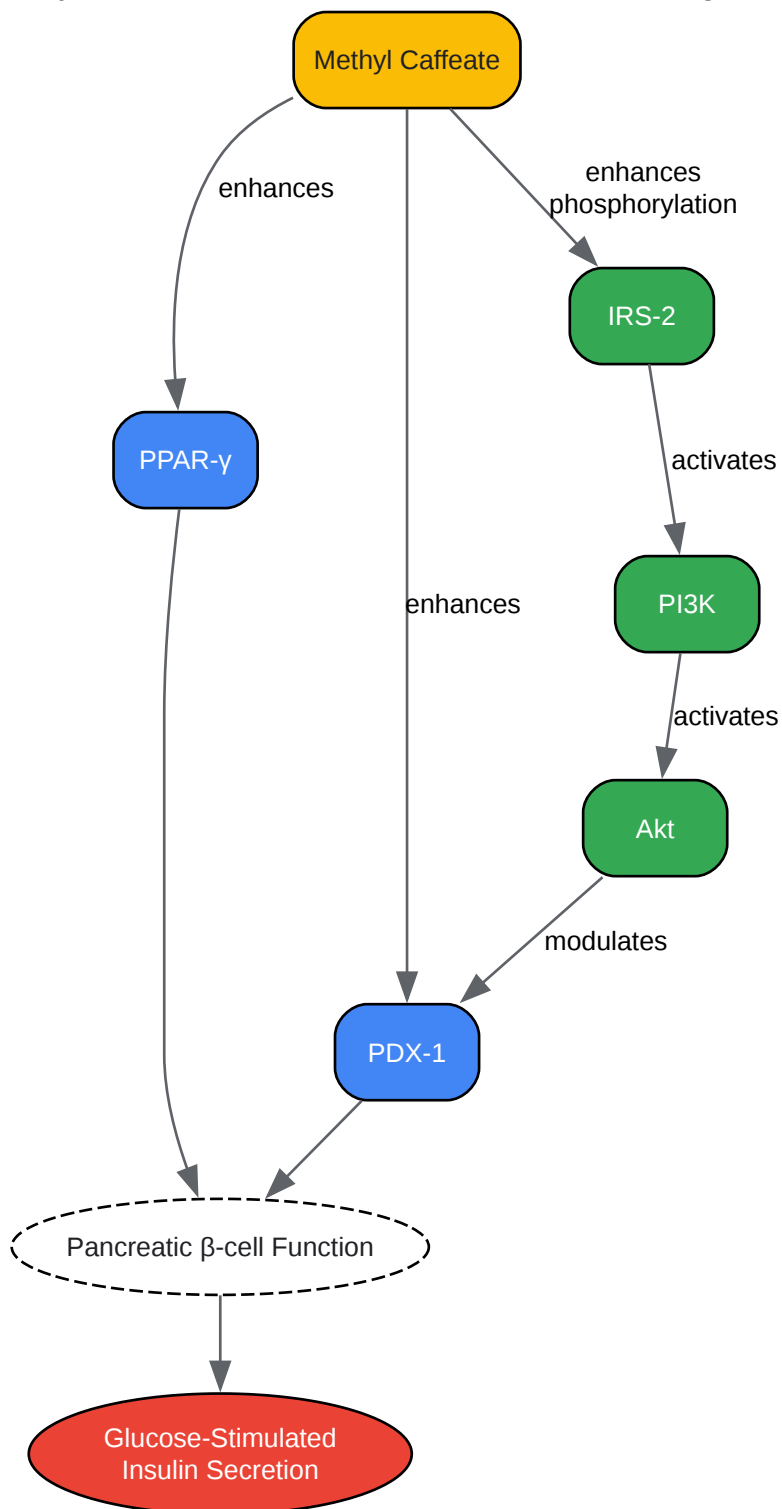 Methyl Caffeate
enhances
enhances
phosphorylation
IRS-2
PPAR-γ
activates
enhances
PI3K
activates
Akt
modulates
PDX-1
Pancreatic β-cell Function
Glucose-Stimulated
Insulin Secretion